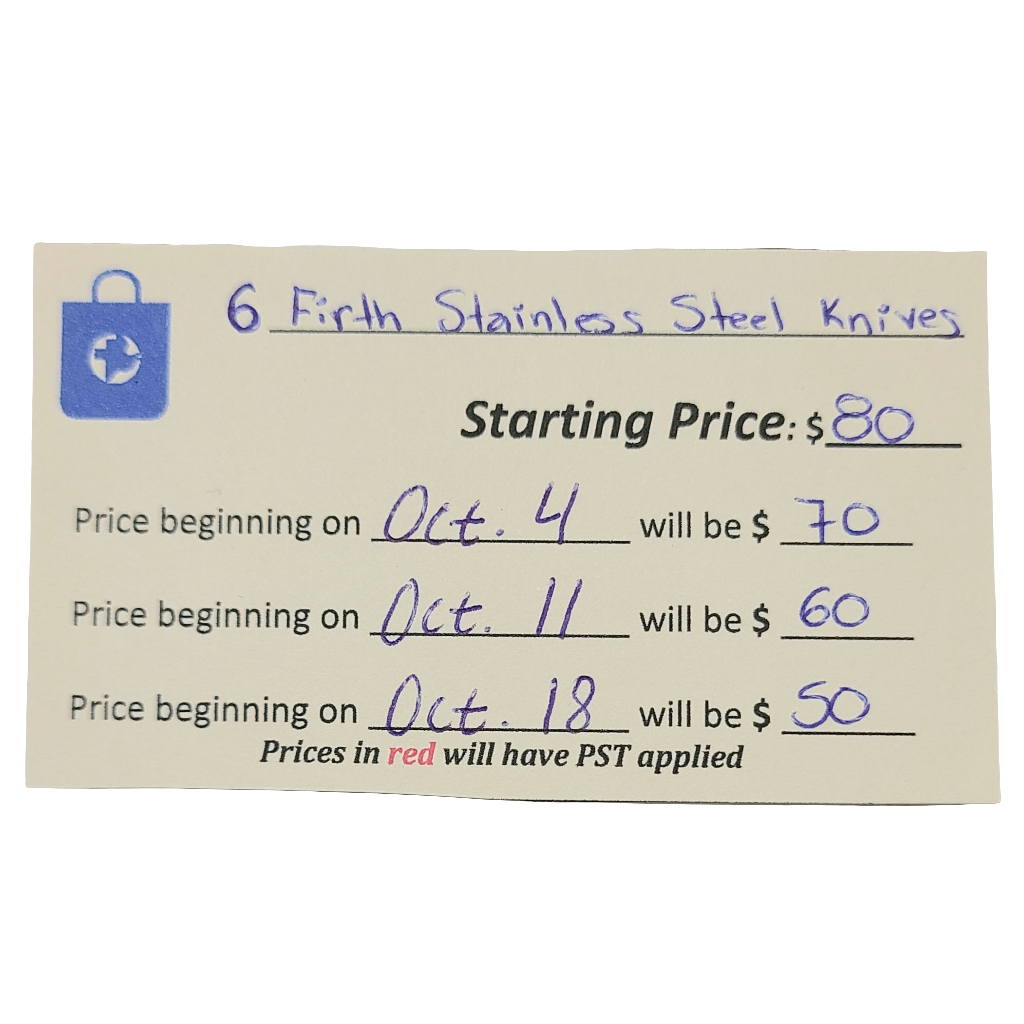 6 Firth Stainless Steel Knives
Starting Price: $80
Price beginning on Oct. 4 will be $ 70
Price beginning on Oct. 11 will be $ 60
Price beginning on Oct. 18 will be $ 50
Prices in red will have PST applied